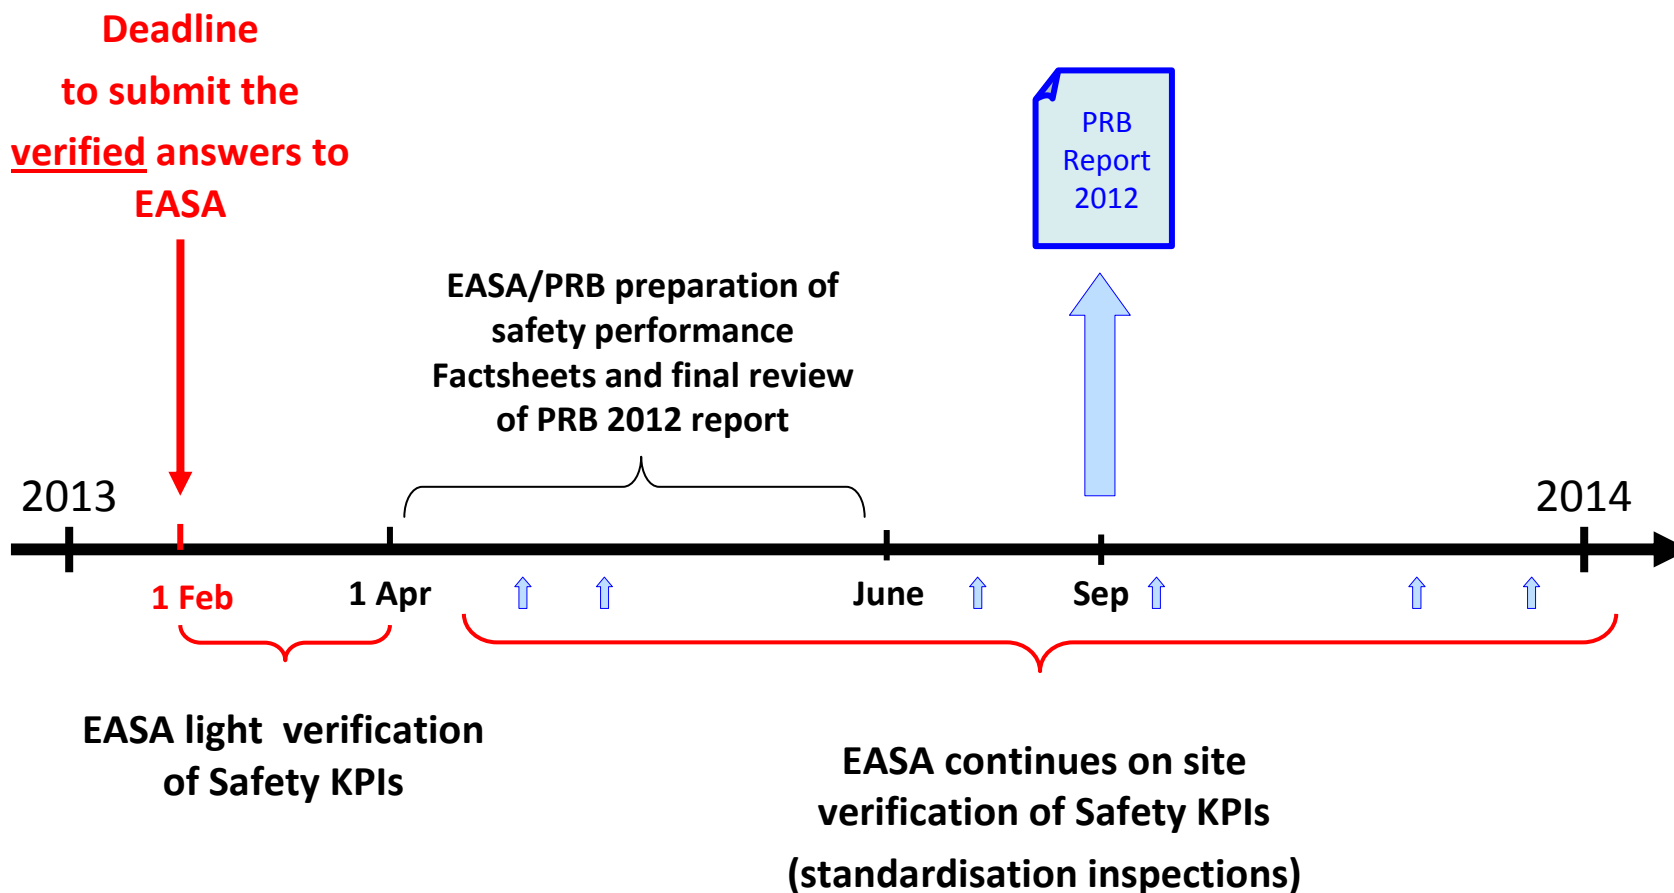 Deadline
to submit the
verified answers to
EASA
PRB
Report
2012
EASA/PRB preparation of
safety performance
Factsheets and final review
of PRB 2012 report
2013
2014
1 Feb
1 Apr
June
Sep
EASA light  verification
of Safety KPIs
EASA continues on site
verification of Safety KPIs
(standardisation inspections)